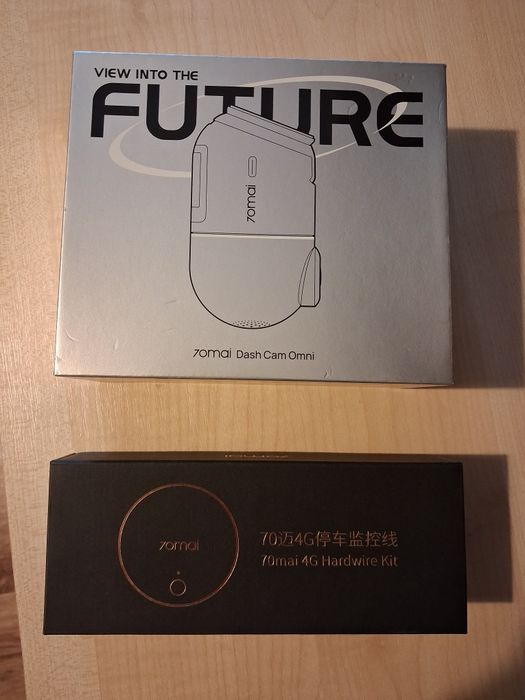 VIEW INTO THE
FUTURE
70mai
70mai Dash Cam Omni
70mai
70mai
70迈4G停车监控线
70mai 4G Hardwire Kit